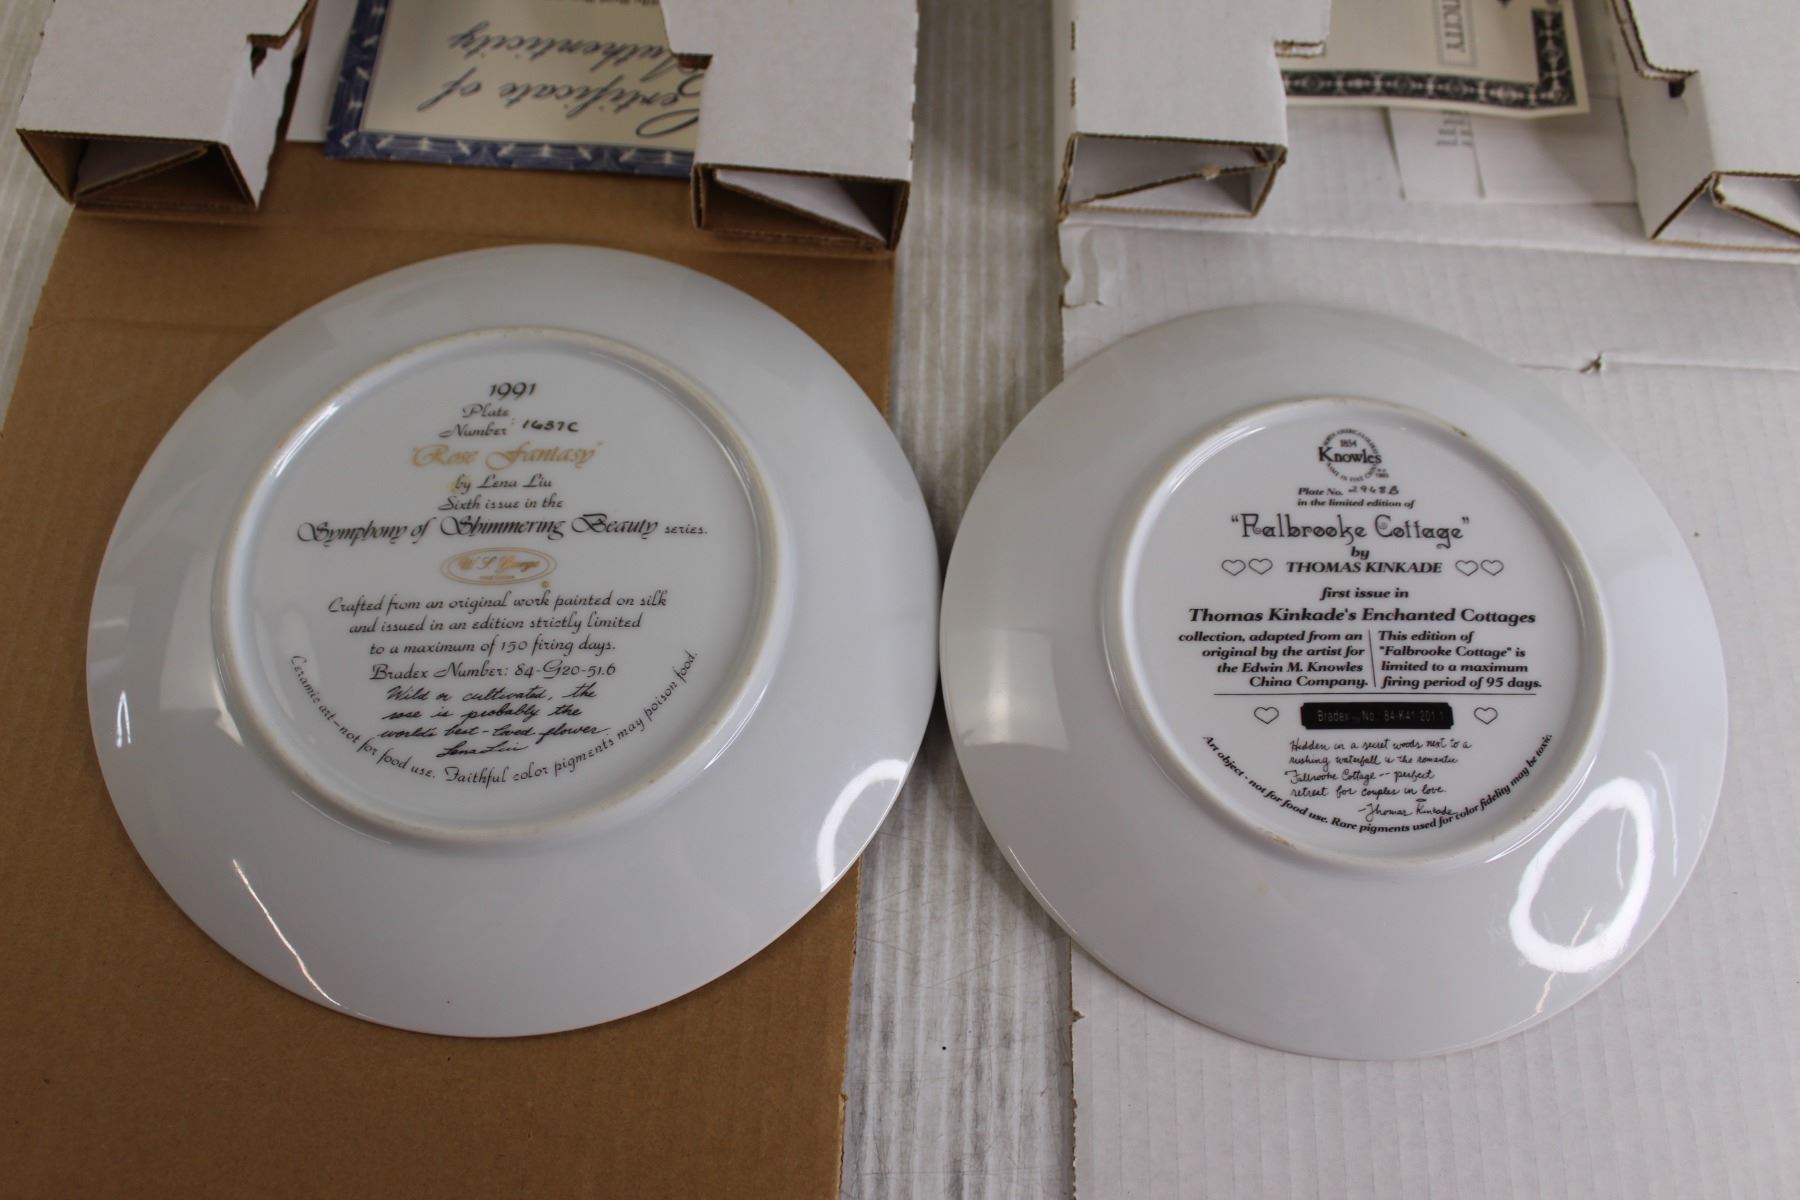 Certificate of
Authenticity
1991
Plate
Number: 1637C
"Rose Fantasy"
by Lena Liu
Sixth issue in the
Symphony of Shimmering Beauty series.
W. S. George
©
Crafted from an original work painted on silk
and issued in an edition strictly limited
to a maximum of 150 firing days.
Bradex Number: 84-G20-51.6
Wild or cultivated, the
rose is probably the
world's best-loved flower.
Lena Liu
Ceramic art—not for food use. Faithful color pigments may poison food.
1854
Knowles
Plate No. 2948B
in the limited edition of
"Falbrooke Cottage"
by
THOMAS KINKADE
first issue in
Thomas Kinkade's Enchanted Cottages
collection, adapted from an
original by the artist for
the Edwin M. Knowles
China Company.
This edition of
"Falbrooke Cottage" is
limited to a maximum
firing period of 95 days.
Bradex No. 84-K41-201.1
Hidden in a secret woods next to a
rushing waterfall is the romantic
Falbrooke Cottage -- perfect
retreat for couples in love.
-Thomas Kinkade
Art object - not for food use. Rare pigments used for color fidelity may be toxic.